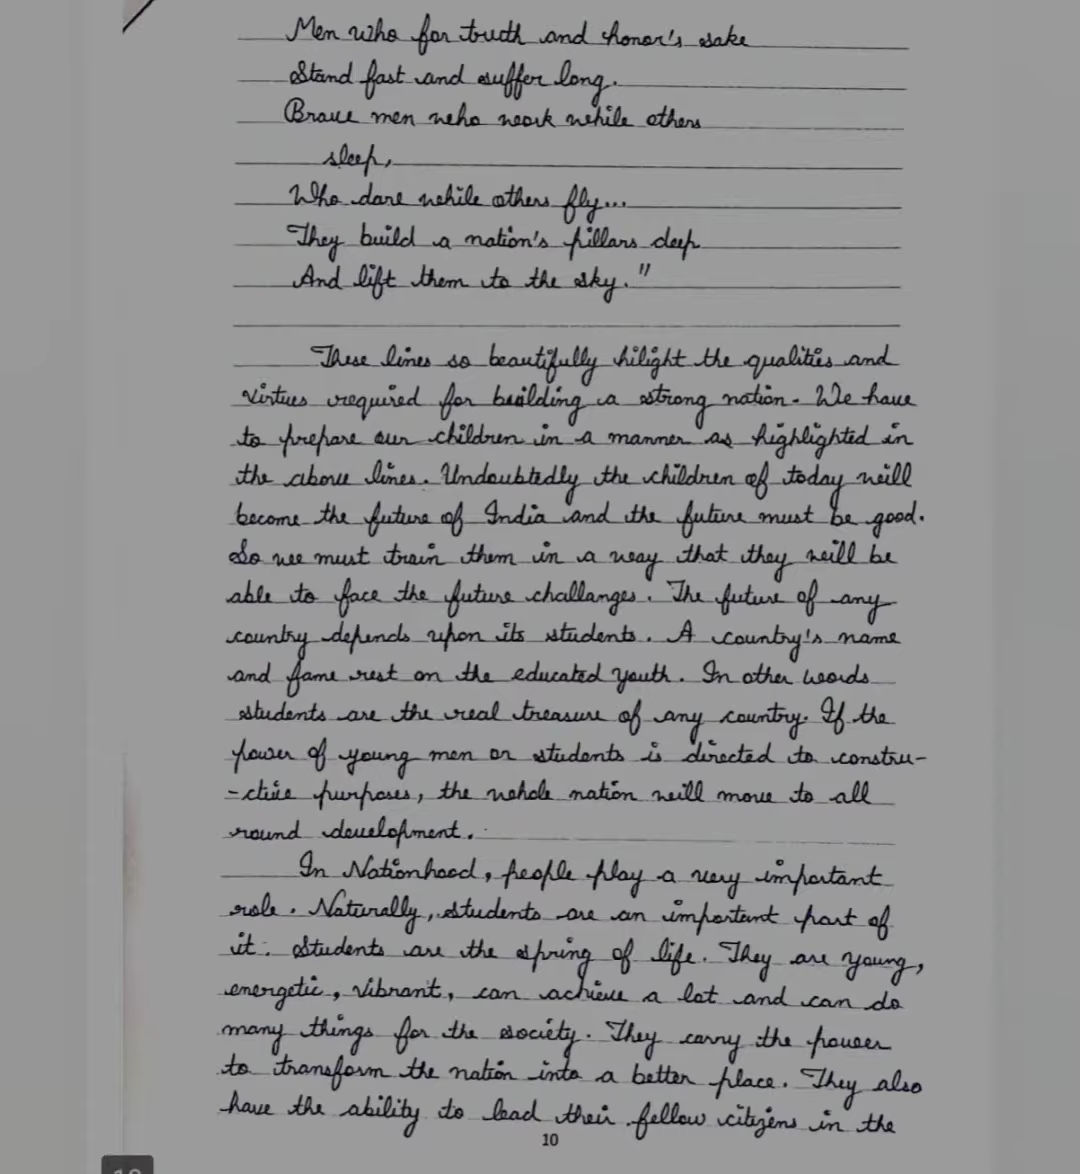 Men who for truth and honor's sake
Stand fast and suffer long.
Brave men who work while others
sleep,
Who dare while others fly...
They build a nation's pillars deep
And lift them to the sky."
These lines so beautifully hilight the qualities and
virtues required for building a strong nation. We have
to prepare our children in a manner as highlighted in
the above lines. Undoubtedly the children of today will
become the future of India and the future must be good.
So we must train them in a way that they will be
able to face the future challanges. The future of any
country depends upon its students. A country's name
and fame rest on the educated youth. In other words
students are the real treasure of any country. If the
power of young men or students is directed to constru-
-ctive purposes, the whole nation will move to all
round development.
In Nationhood, people play a very important
role. Naturally, students are an important part of
it. Students are the spring of life. They are young,
energetic, vibrant, can achieve a lot and can do
many things for the society. They carry the power
to transform the nation into a better place. They also
have the ability to lead their fellow citizens in the
10